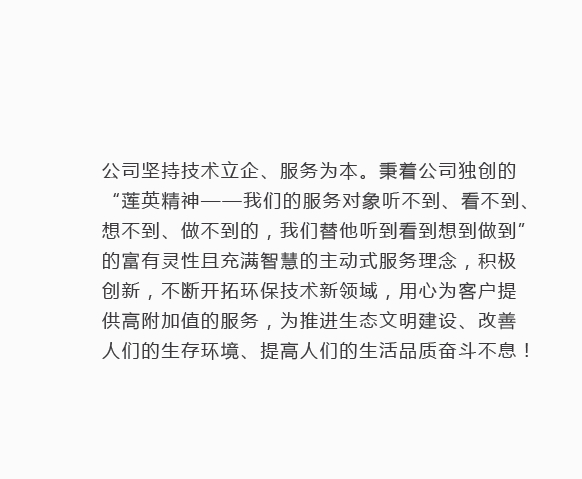 公司坚持技术立企、服务为本。秉着公司独创的
“莲英精神——我们的服务对象听不到、看不到、
想不到、做不到的，我们替他听到看到想到做到”
的富有灵性且充满智慧的主动式服务理念，积极
创新，不断开拓环保技术新领域，用心为客户提
供高附加值的服务，为推进生态文明建设、改善
人们的生存环境、提高人们的生活品质奋斗不息！